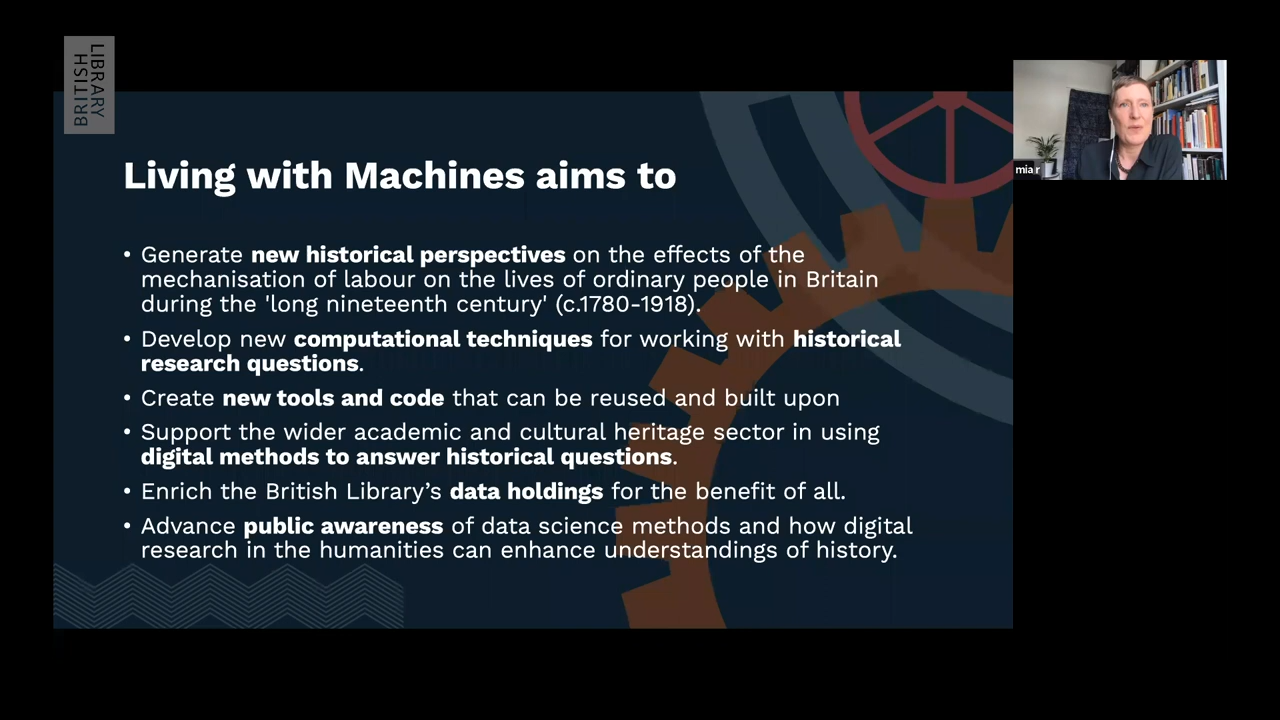 BRITISH
LIBRARY
Living with Machines aims to
• Generate new historical perspectives on the effects of the
mechanisation of labour on the lives of ordinary people in Britain
during the 'long nineteenth century' (c.1780-1918).
• Develop new computational techniques for working with historical
research questions.
• Create new tools and code that can be reused and built upon
• Support the wider academic and cultural heritage sector in using
digital methods to answer historical questions.
• Enrich the British Library’s data holdings for the benefit of all.
• Advance public awareness of data science methods and how digital
research in the humanities can enhance understandings of history.
mia r